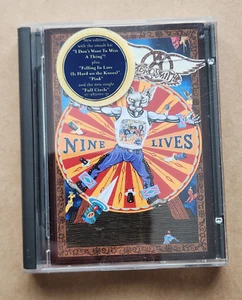 new edition
with the smash hit
"I Don't Want To Miss
A Thing"
plus
"Falling In Love
(Is Hard on the Knees)"
"Pink"
and the new single
"Full Circle"
AEROSMITH
NINE LIVES